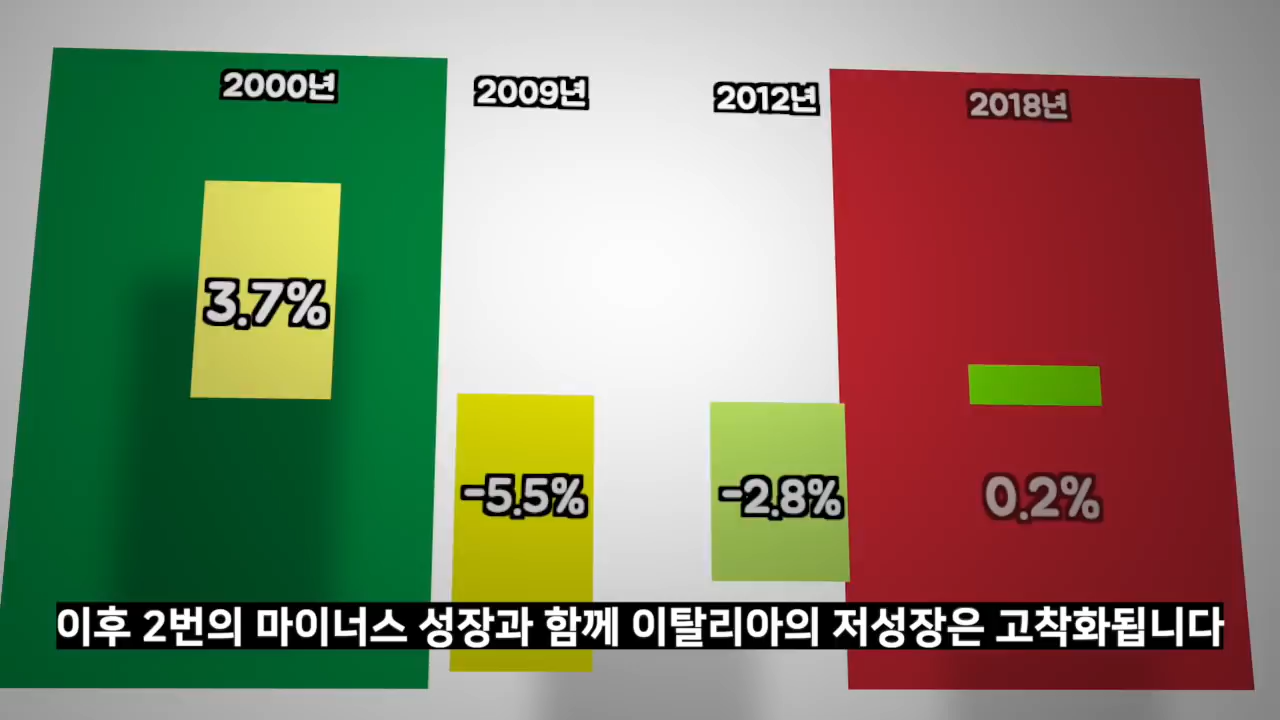 2000년
2009년
2012년
2018년
3.7%
-5.5%
-2.8%
0.2%
이후 2번의 마이너스 성장과 함께 이탈리아의 저성장은 고착화됩니다